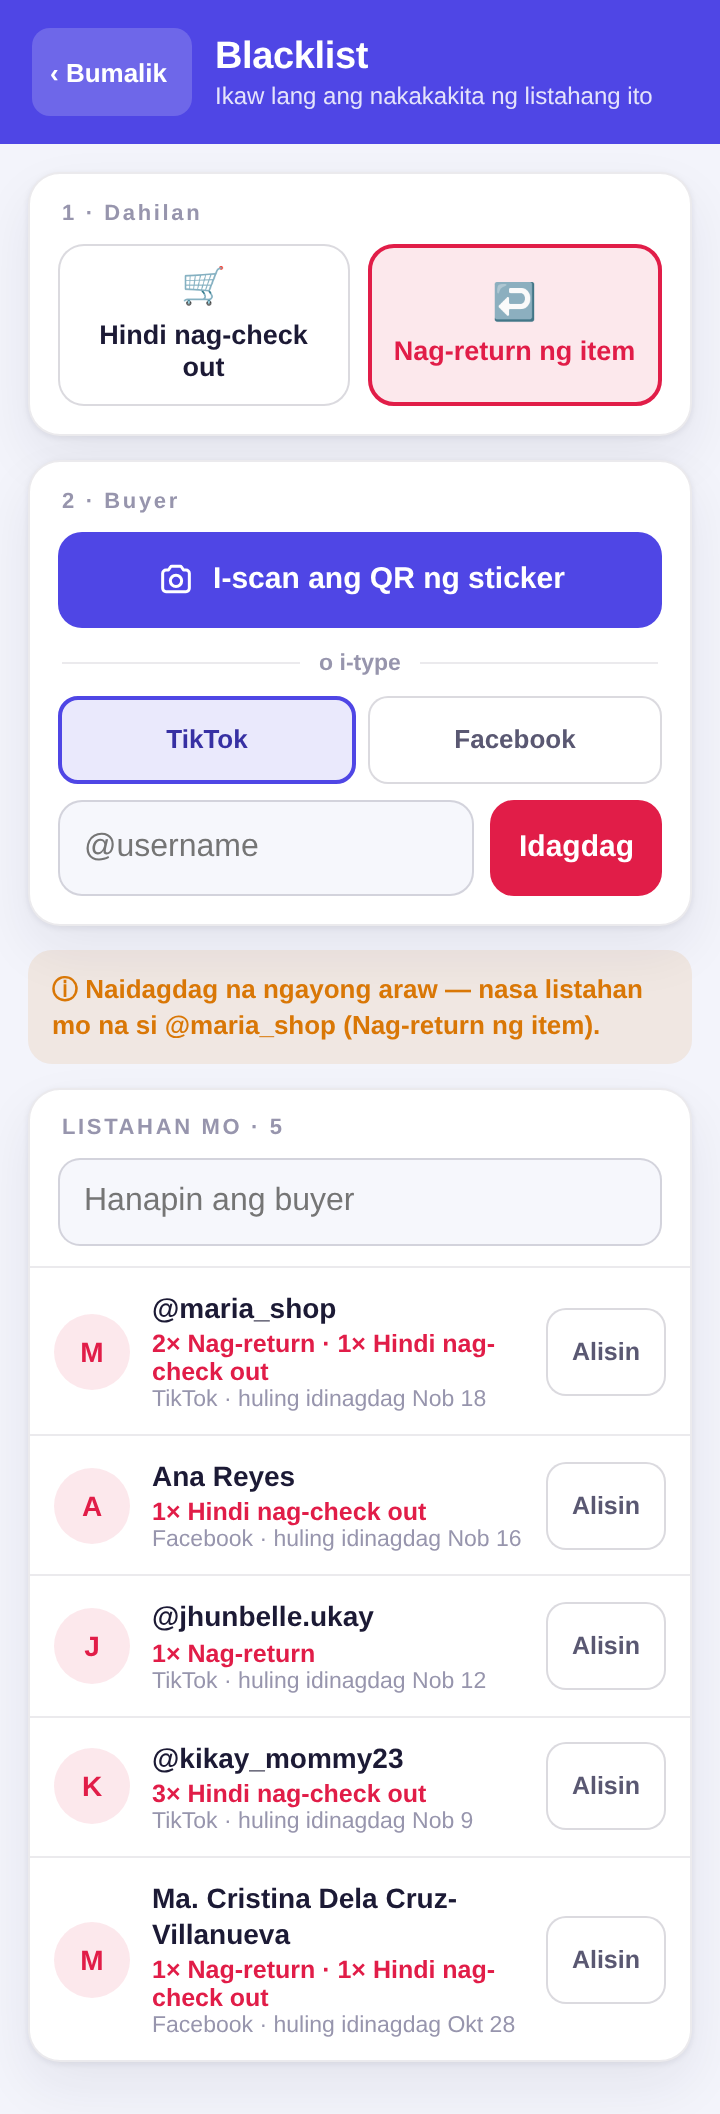 ‹ Bumalik
Blacklist
Ikaw lang ang nakakakita ng listahang ito
1 · Dahilan
Hindi nag-check
out
Nag-return ng item
2 · Buyer
I-scan ang QR ng sticker
o i-type
TikTok
Facebook
@username
Idagdag
ⓘ Naidagdag na ngayong araw — nasa listahan
mo na si @maria_shop (Nag-return ng item).
LISTAHAN MO · 5
Hanapin ang buyer
M
@maria_shop
2× Nag-return · 1× Hindi nag-
check out
TikTok · huling idinagdag Nob 18
Alisin
A
Ana Reyes
1× Hindi nag-check out
Facebook · huling idinagdag Nob 16
Alisin
J
@jhunbelle.ukay
1× Nag-return
TikTok · huling idinagdag Nob 12
Alisin
K
@kikay_mommy23
3× Hindi nag-check out
TikTok · huling idinagdag Nob 9
Alisin
M
Ma. Cristina Dela Cruz-
Villanueva
1× Nag-return · 1× Hindi nag-
check out
Facebook · huling idinagdag Okt 28
Alisin